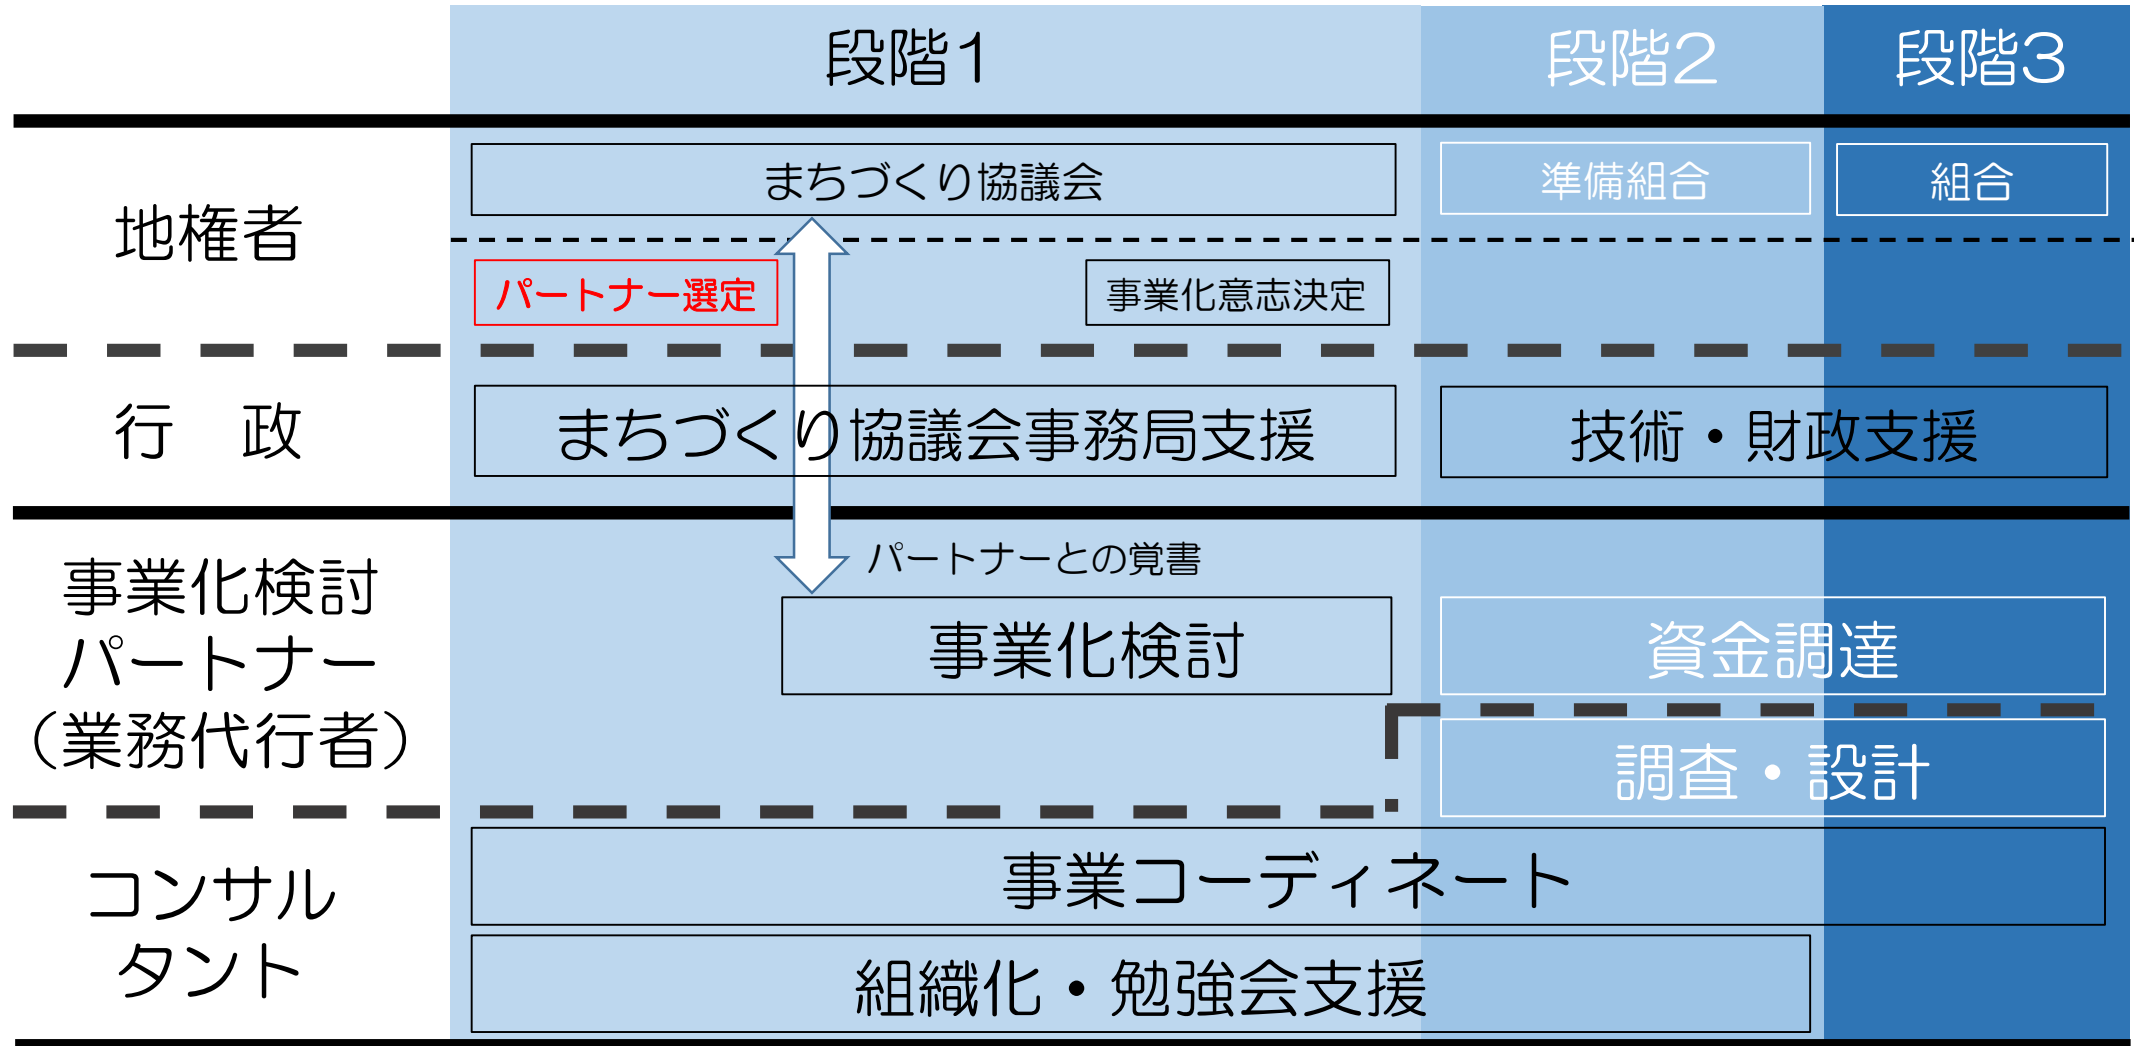 段階1
段階2
段階3
地権者
まちづくり協議会
準備組合
組合
パートナー選定
事業化意志決定
行　政
まちづくり協議会事務局支援
技術・財政支援
事業化検討
パートナー
（業務代行者）
パートナーとの覚書
事業化検討
資金調達
調査・設計
コンサル
タント
事業コーディネート
組織化・勉強会支援